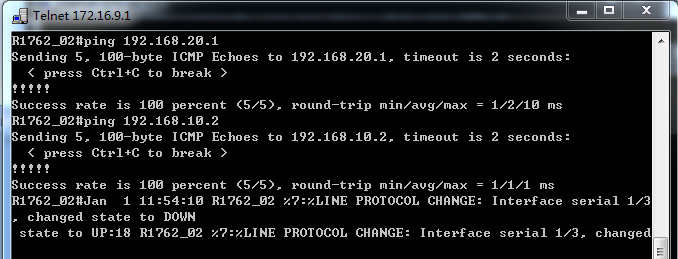 Telnet 172.16.9.1
R1762_02#ping 192.168.20.1
Sending 5, 100-byte ICMP Echoes to 192.168.20.1, timeout is 2 seconds:
  < press Ctrl+C to break >
!!!!!
Success rate is 100 percent (5/5), round-trip min/avg/max = 1/2/10 ms
R1762_02#ping 192.168.10.2
Sending 5, 100-byte ICMP Echoes to 192.168.10.2, timeout is 2 seconds:
  < press Ctrl+C to break >
!!!!!
Success rate is 100 percent (5/5), round-trip min/avg/max = 1/1/1 ms
R1762_02#Jan  1 11:54:10 R1762_02 %7:%LINE PROTOCOL CHANGE: Interface serial 1/3
, changed state to DOWN
 state to UP:18 R1762_02 %7:%LINE PROTOCOL CHANGE: Interface serial 1/3, changed